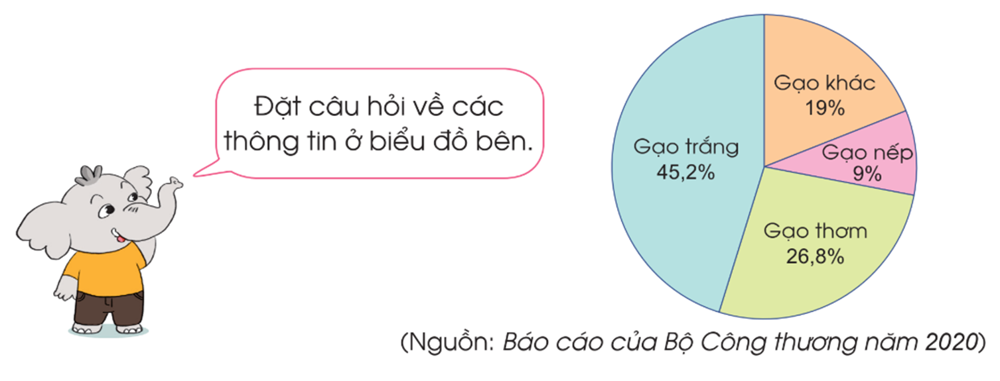 Đặt câu hỏi về các
thông tin ở biểu đồ bên.
Gạo khác
19%
Gạo nếp
9%
Gạo trắng
45,2%
Gạo thơm
26,8%
(Nguồn: Báo cáo của Bộ Công thương năm 2020)